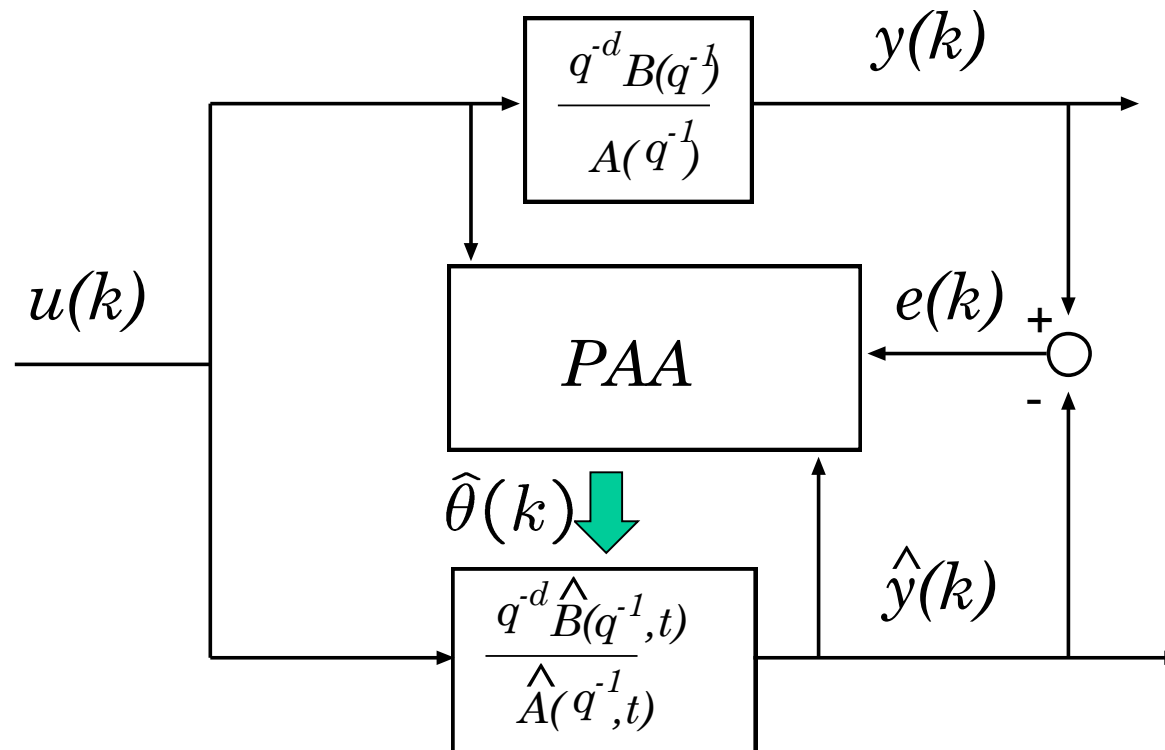 y(k)
q^{-d} B(q^{-1})
A(q^{-1})
u(k)
e(k)
+
PAA
-
θ̂(k)
ŷ(k)
q^{-d} B̂(q^{-1},t)
Â(q^{-1},t)